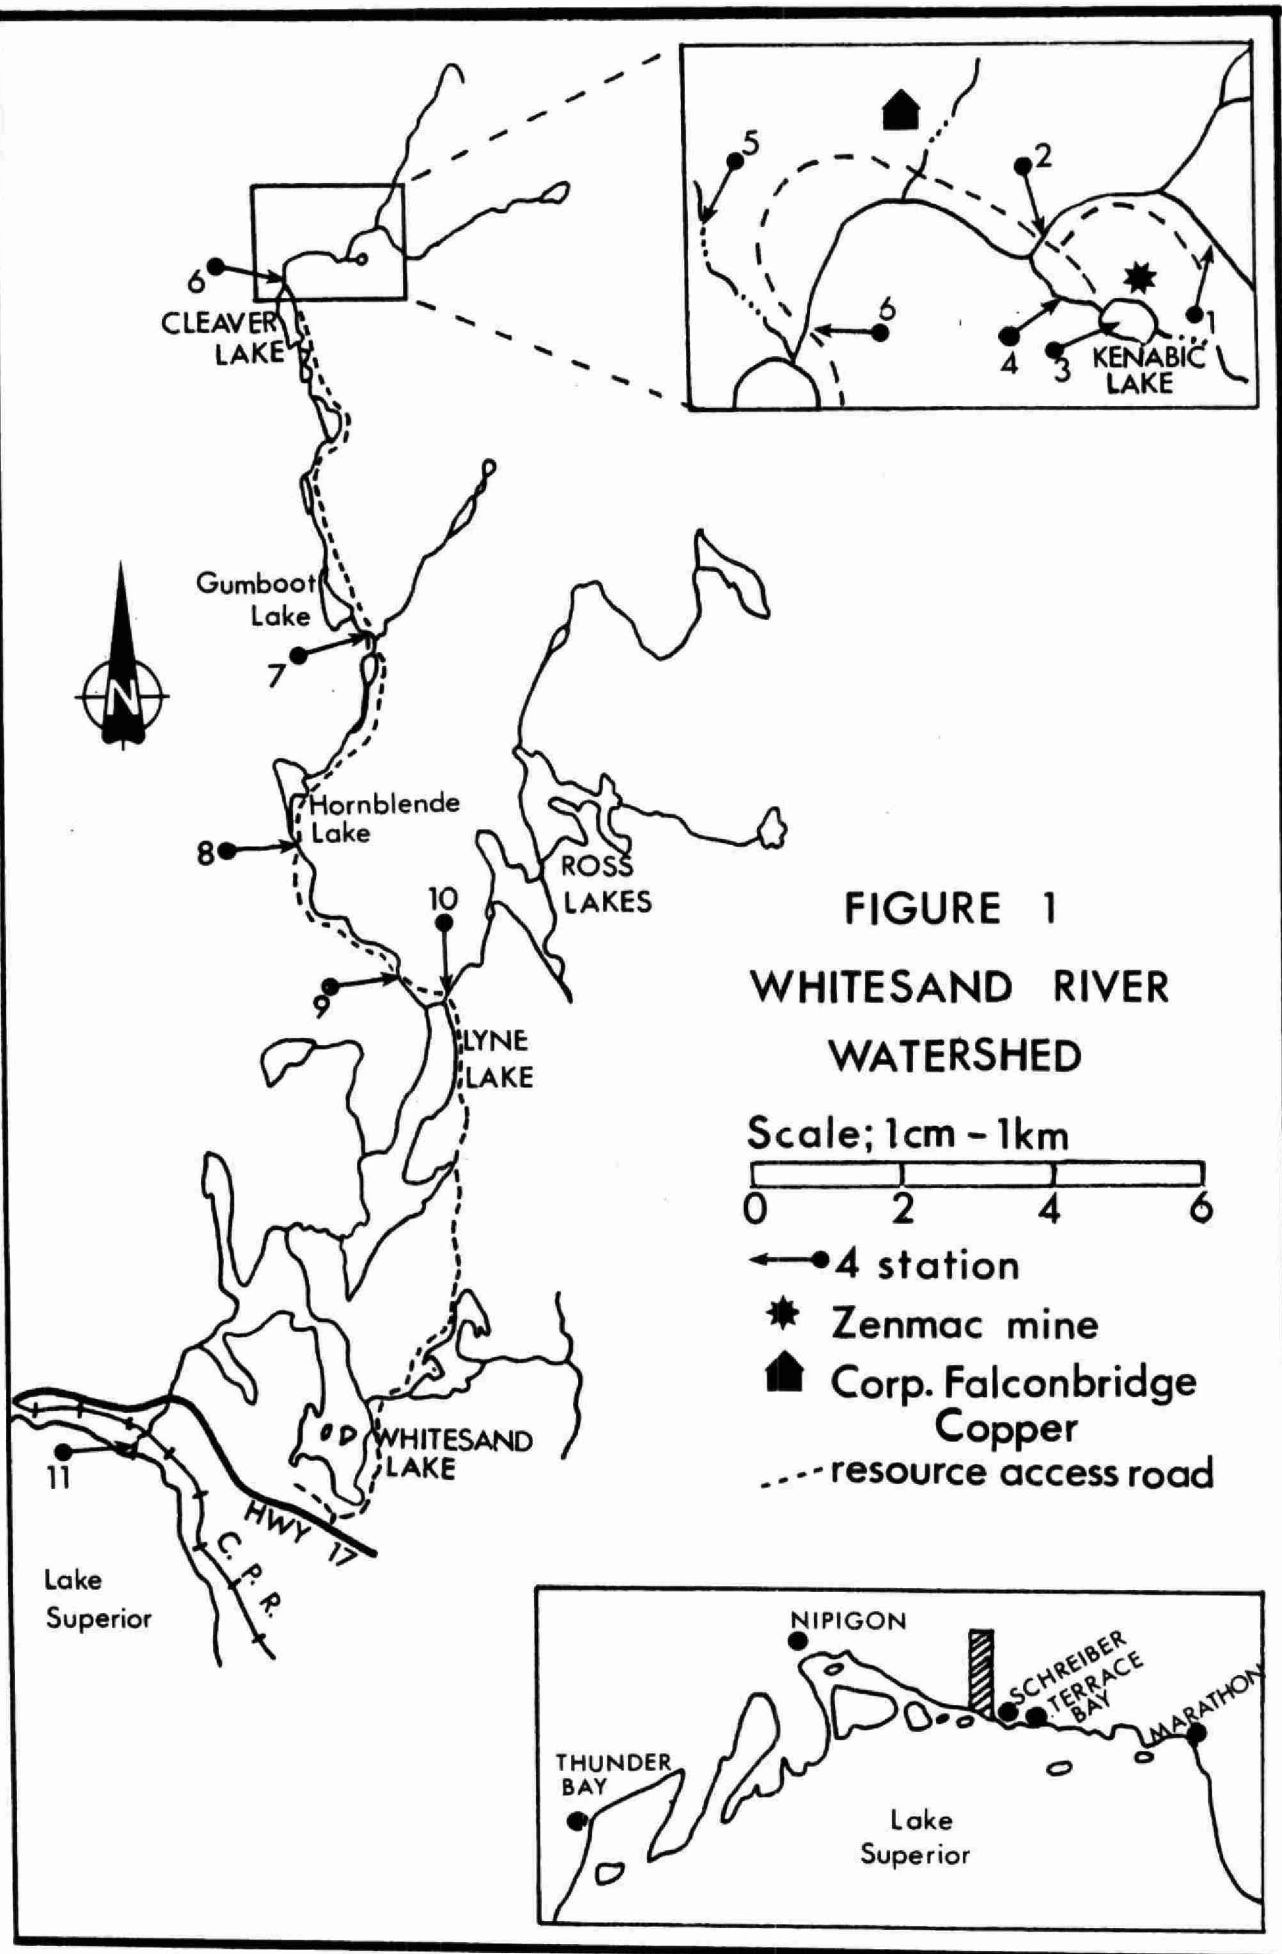 5
2
6
1
4
3
KENABIC
LAKE
6
CLEAVER
LAKE
Gumboot
Lake
7
N
Hornblende
Lake
8
ROSS
LAKES
10
9
LYNE
LAKE
FIGURE 1
WHITESAND RIVER
WATERSHED
Scale; 1cm - 1km
0 2 4 6
4 station
Zenmac mine
Corp. Falconbridge
Copper
resource access road
WHITESAND
LAKE
11
HWY 17
C. P. R.
Lake
Superior
NIPIGON
SCHREIBER
TERRACE
BAY
MARATHON
THUNDER
BAY
Lake
Superior